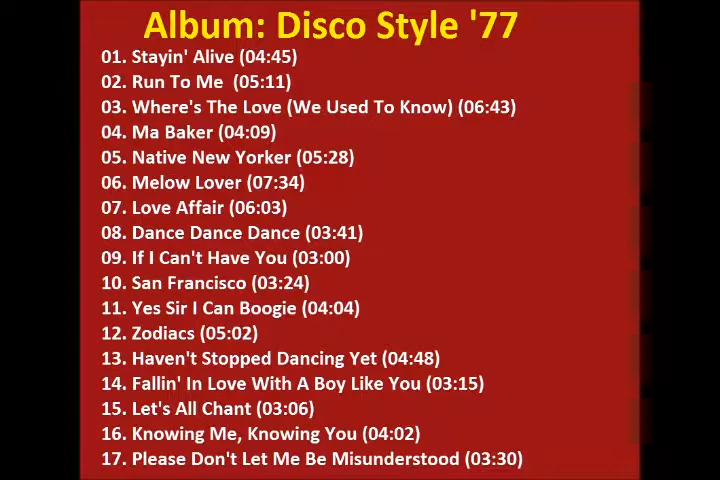 Album: Disco Style '77
01. Stayin' Alive (04:45)
02. Run To Me  (05:11)
03. Where's The Love (We Used To Know) (06:43)
04. Ma Baker (04:09)
05. Native New Yorker (05:28)
06. Melow Lover (07:34)
07. Love Affair (06:03)
08. Dance Dance Dance (03:41)
09. If I Can't Have You (03:00)
10. San Francisco (03:24)
11. Yes Sir I Can Boogie (04:04)
12. Zodiacs (05:02)
13. Haven't Stopped Dancing Yet (04:48)
14. Fallin' In Love With A Boy Like You (03:15)
15. Let's All Chant (03:06)
16. Knowing Me, Knowing You (04:02)
17. Please Don't Let Me Be Misunderstood (03:30)